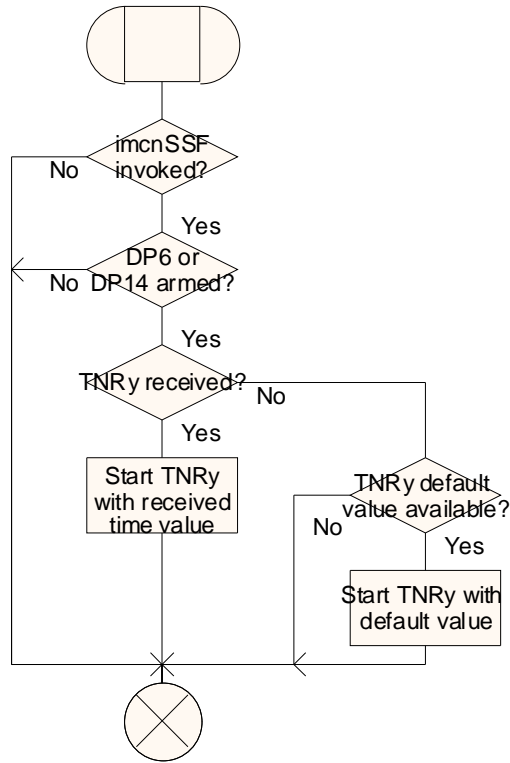 imcnSSF
invoked?
No
Yes
DP6 or
DP14 armed?
No
Yes
TNRy received?
No
Yes
Start TNRy
with received
time value
TNRy default
value available?
No
Yes
Start TNRy with
default value